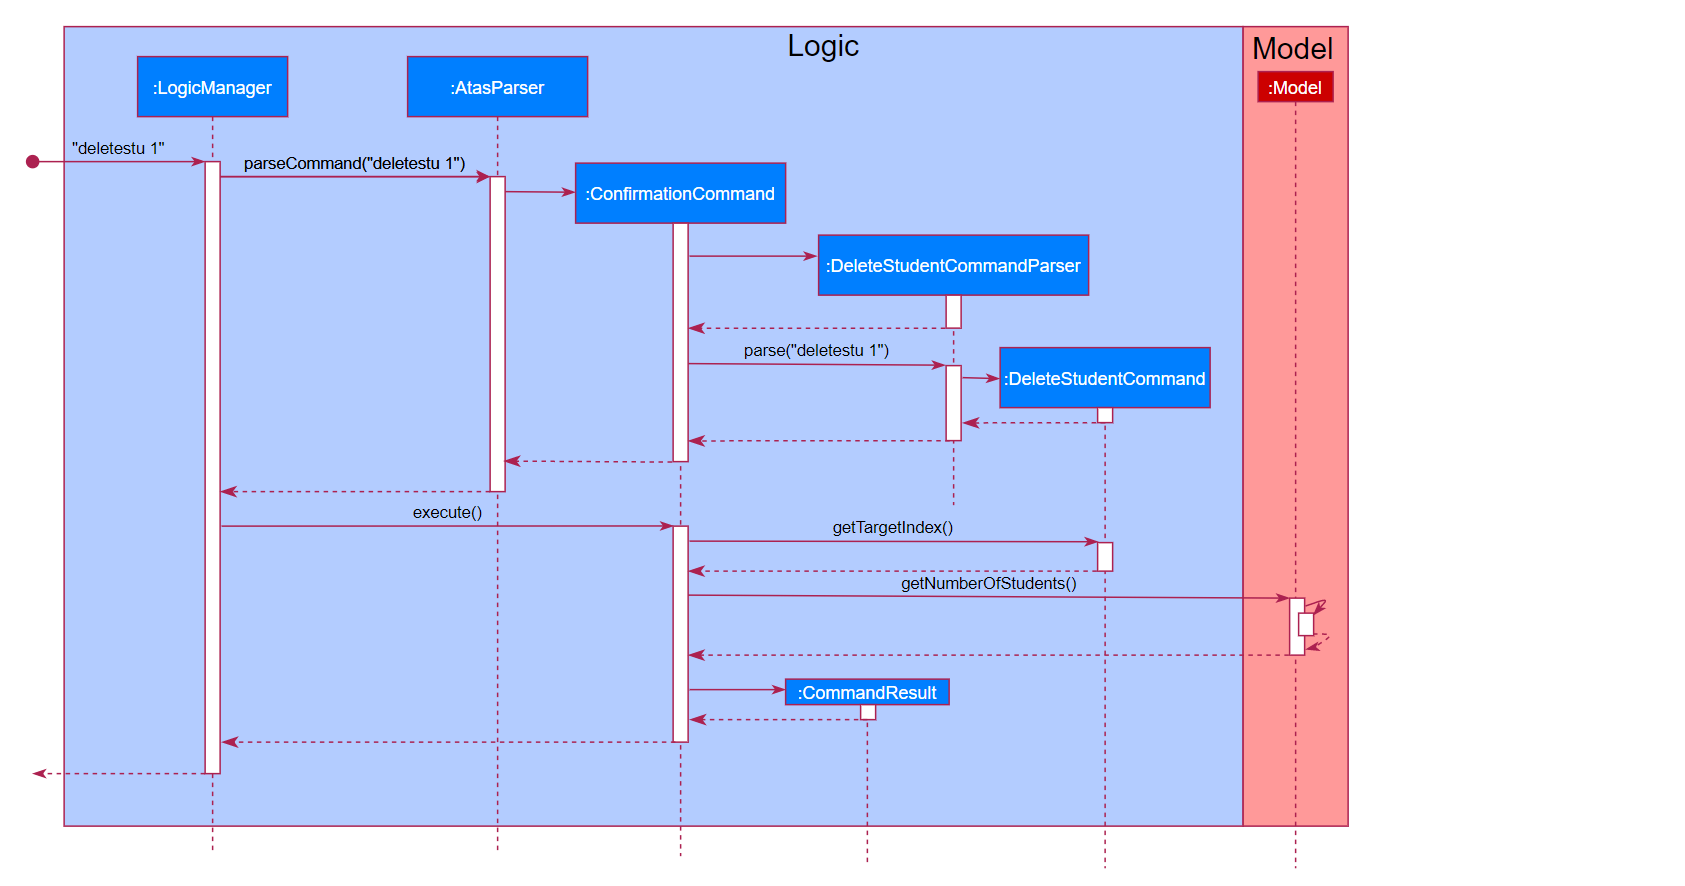 Logic
Model
:LogicManager
:AtasParser
:Model
"deletestu 1"
parseCommand("deletestu 1")
:ConfirmationCommand
:DeleteStudentCommandParser
parse("deletestu 1")
:DeleteStudentCommand
execute()
getTargetIndex()
getNumberOfStudents()
:CommandResult